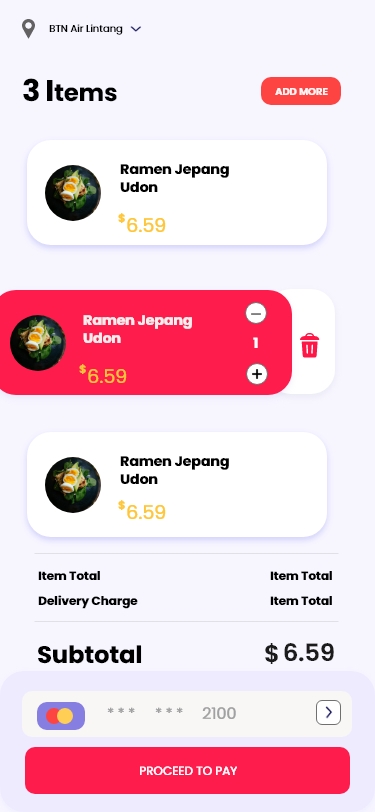 BTN Air Lintang
3 Items
ADD MORE
Ramen Jepang
Udon
$6.59
Ramen Jepang
Udon
$6.59
1
Ramen Jepang
Udon
$6.59
Item Total Item Total
Delivery Charge Item Total
Subtotal $6.59
*** *** 2100
PROCEED TO PAY